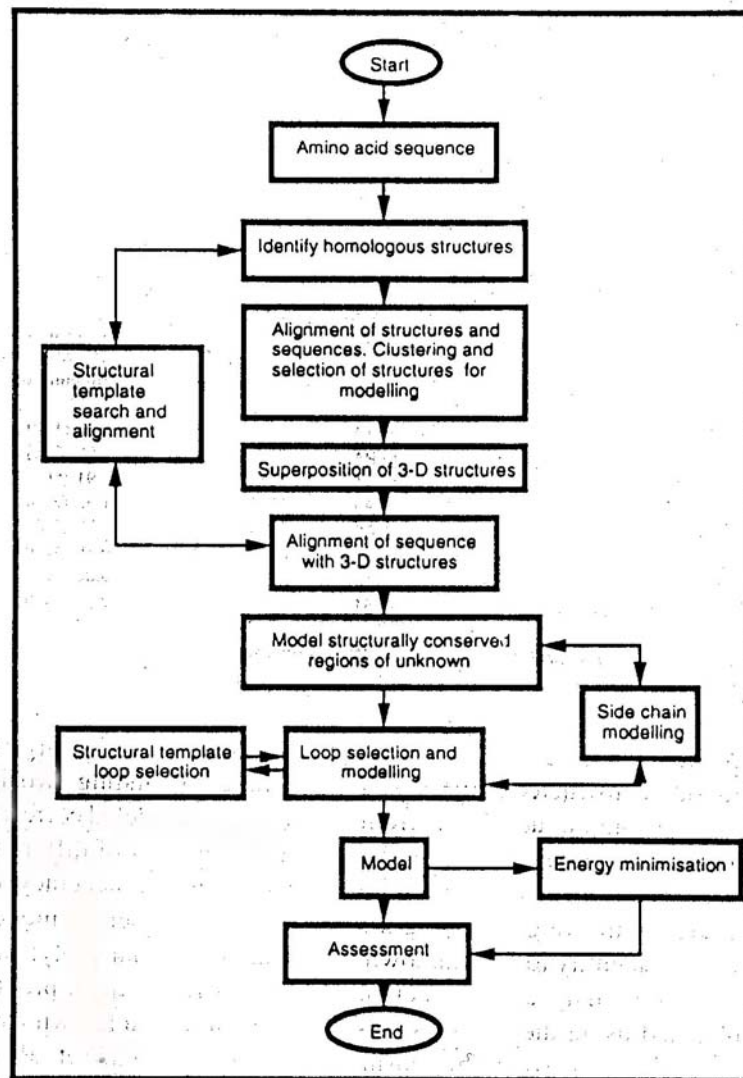 Start
Amino acid sequence
Identify homologous structures
Alignment of structures and
sequences. Clustering and
selection of structures for
modelling
Structural
template
search and
alignment
Superposition of 3-D structures
Alignment of sequence
with 3-D structures
Model structurally conserved
regions of unknown
Side chain
modelling
Structural template
loop selection
Loop selection and
modelling
Model
Energy minimisation
Assessment
End